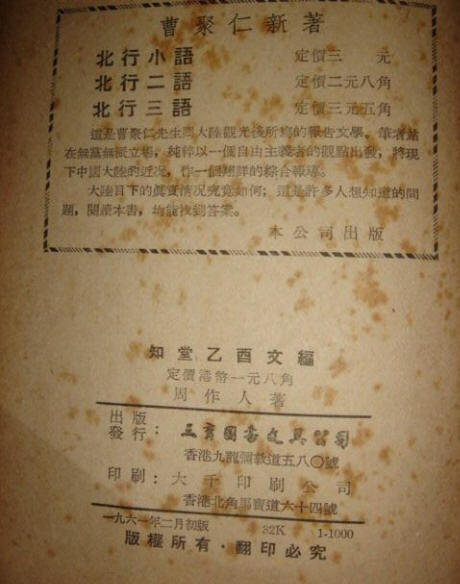 曹聚仁新著
北行小語 定價三 元
北行二語 定價二元八角
北行三語 定價三元五角
這是曹聚仁先生兩大陸觀光後所寫的報告文學。筆者站
在無黨無派立場，純粹以一個自由主義者的觀點出發，將現
下中國大陸的近况，作一個翔詳的綜合報導。
大陸目下的眞實情况究竟如何；這是許多人想知道的問
題，閱讀本書，均能找到答案。
本公司出版
知堂乙酉文編
定價港幣一元八角
周作人著
出版
發行：三育圖書文具公司
香港九龍彌敦道五八〇號
印刷：大千印刷公司
香港北角馬寶道六十四號
一九六一年二月初版 32K 1-1000
版權所有·翻印必究